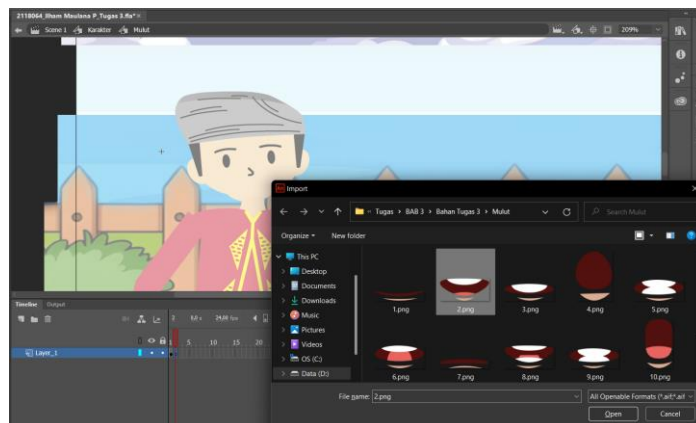 2118064_Ilham Maulana P_Tugas 3.fla*
Scene 1 Karakter Mulut
209%
Import
Tugas > BAB 3 > Bahan Tugas 3 > Mulut
Search Mulut
Organize
New folder
This PC
Desktop
Documents
Downloads
Music
Pictures
Videos
OS (C:)
Data (D:)
1.png
2.png
3.png
4.png
5.png
6.png
7.png
8.png
9.png
10.png
File name: 2.png
All Openable Formats (*.aif;*.aif
Open
Cancel
Timeline Output
5 10 15 20
Layer_1